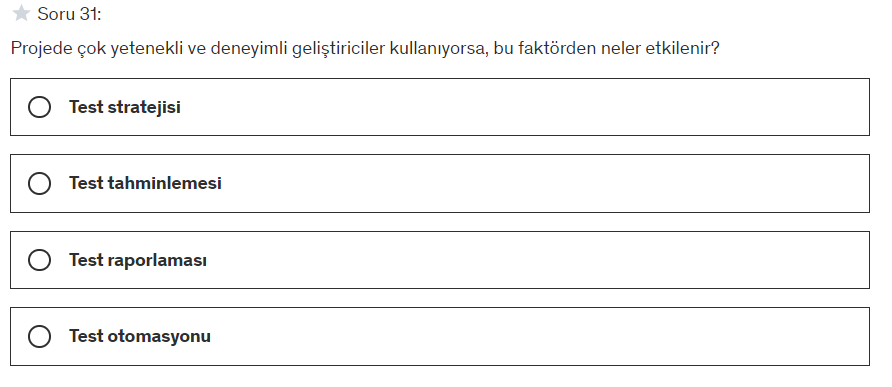 Soru 31:
Projede çok yetenekli ve deneyimli geliştiriciler kullanıyorsa, bu faktörden neler etkilenir?
Test stratejisi
Test tahminlemesi
Test raporlaması
Test otomasyonu